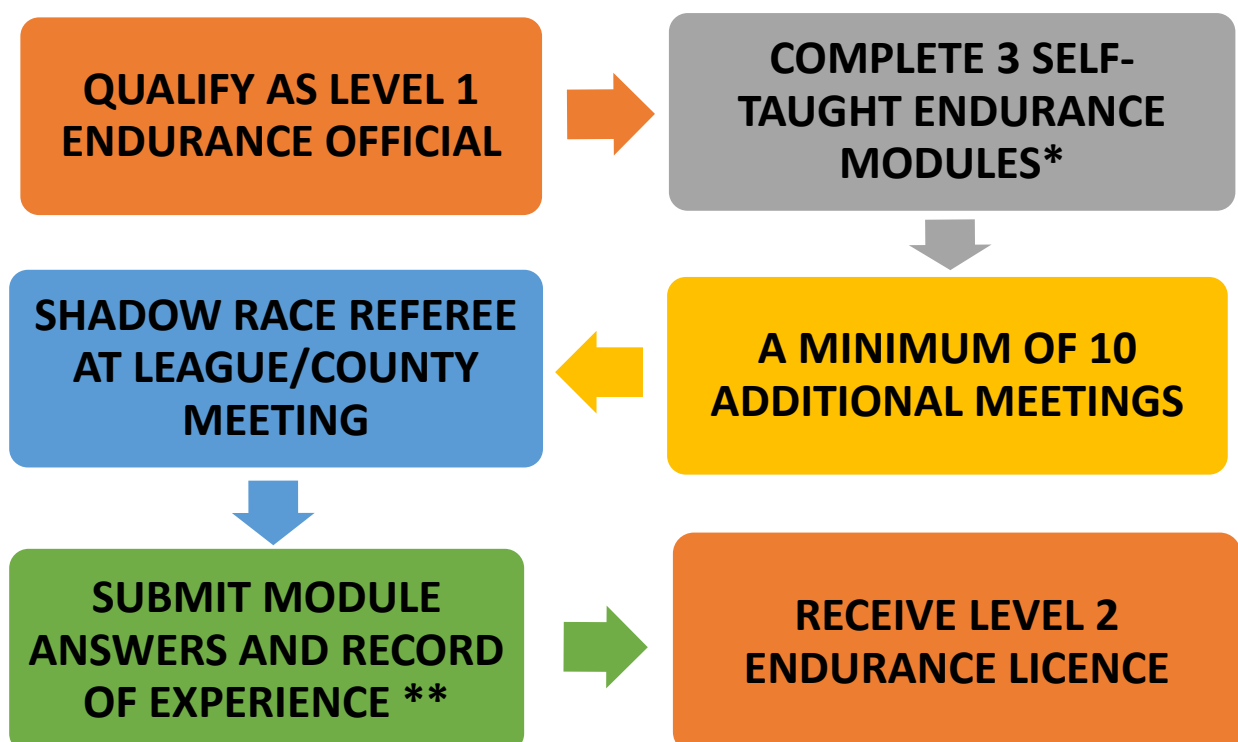 QUALIFY AS LEVEL 1
ENDURANCE OFFICIAL
COMPLETE 3 SELF-
TAUGHT ENDURANCE
MODULES*
A MINIMUM OF 10
ADDITIONAL MEETINGS
SHADOW RACE REFEREE
AT LEAGUE/COUNTY
MEETING
SUBMIT MODULE
ANSWERS AND RECORD
OF EXPERIENCE **
RECEIVE LEVEL 2
ENDURANCE LICENCE